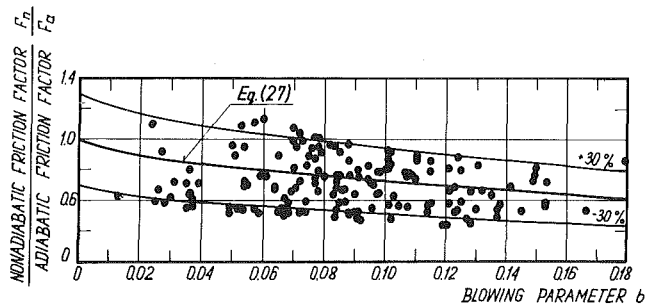 NONADIABATIC FRICTION FACTOR Fn
ADIABATIC FRICTION FACTOR Fa
1.4
1.0
0.6
0
Eq.(27)
+30%
-30%
0 0.02 0.04 0.06 0.08 0.10 0.12 0.14 0.16 0.18
BLOWING PARAMETER b